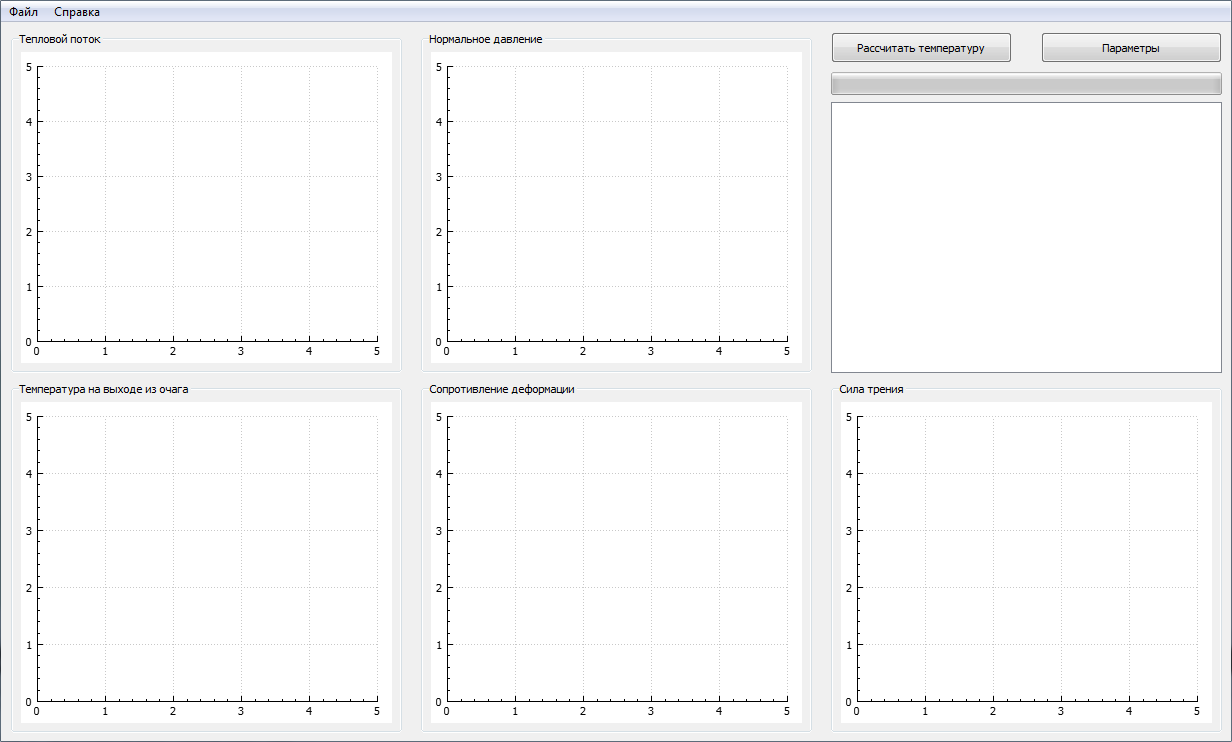 Файл Справка
Тепловой поток
5
4
3
2
1
0
0 1 2 3 4 5
Нормальное давление
5
4
3
2
1
0
0 1 2 3 4 5
Рассчитать температуру Параметры
Температура на выходе из очага
5
4
3
2
1
0
0 1 2 3 4 5
Сопротивление деформации
5
4
3
2
1
0
0 1 2 3 4 5
Сила трения
5
4
3
2
1
0
0 1 2 3 4 5